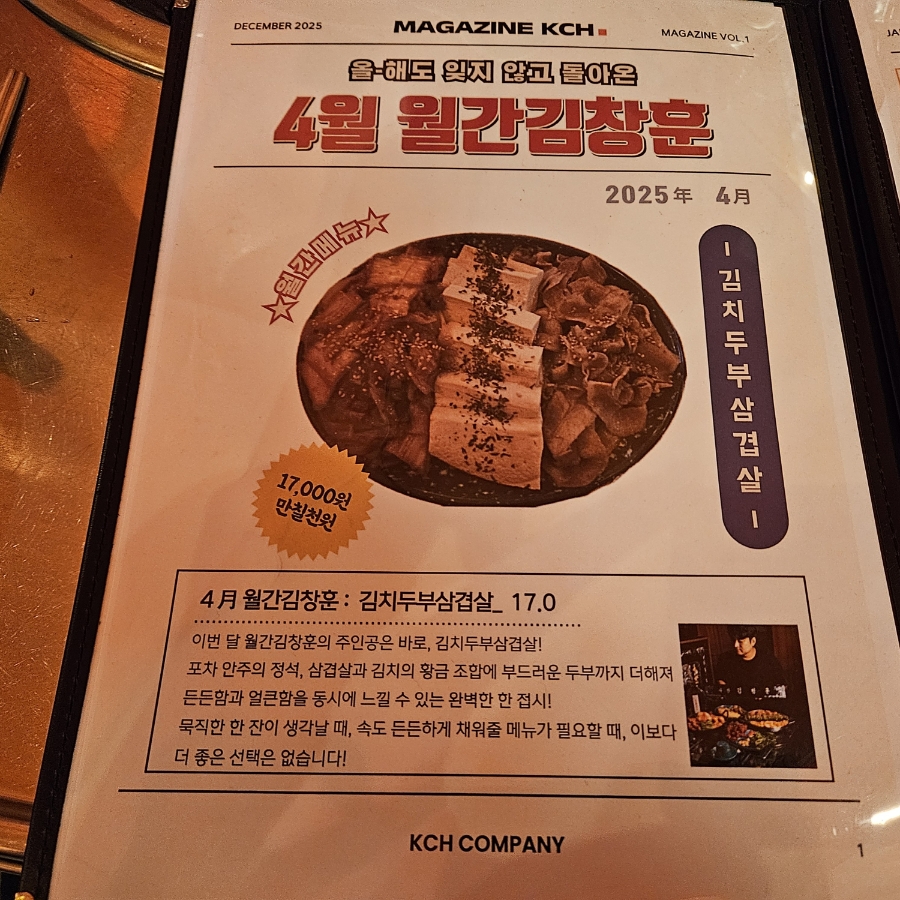 DECEMBER 2025
MAGAZINE KCH
MAGAZINE VOL.1
올-해도 잊지 않고 돌아온
4월 월간김창훈
2025年 4月
☆월간메뉴☆
김치두부삼겹살
17,000원
만칠천원
4月 월간김창훈 : 김치두부삼겹살_ 17.0
이번 달 월간김창훈의 주인공은 바로, 김치두부삼겹살!
포차 안주의 정석, 삼겹살과 김치의 황금 조합에 부드러운 두부까지 더해져
든든함과 얼큰함을 동시에 느낄 수 있는 완벽한 한 접시!
묵직한 한 잔이 생각날 때, 속도 든든하게 채워줄 메뉴가 필요할 때, 이보다
더 좋은 선택은 없습니다!
KCH COMPANY
1